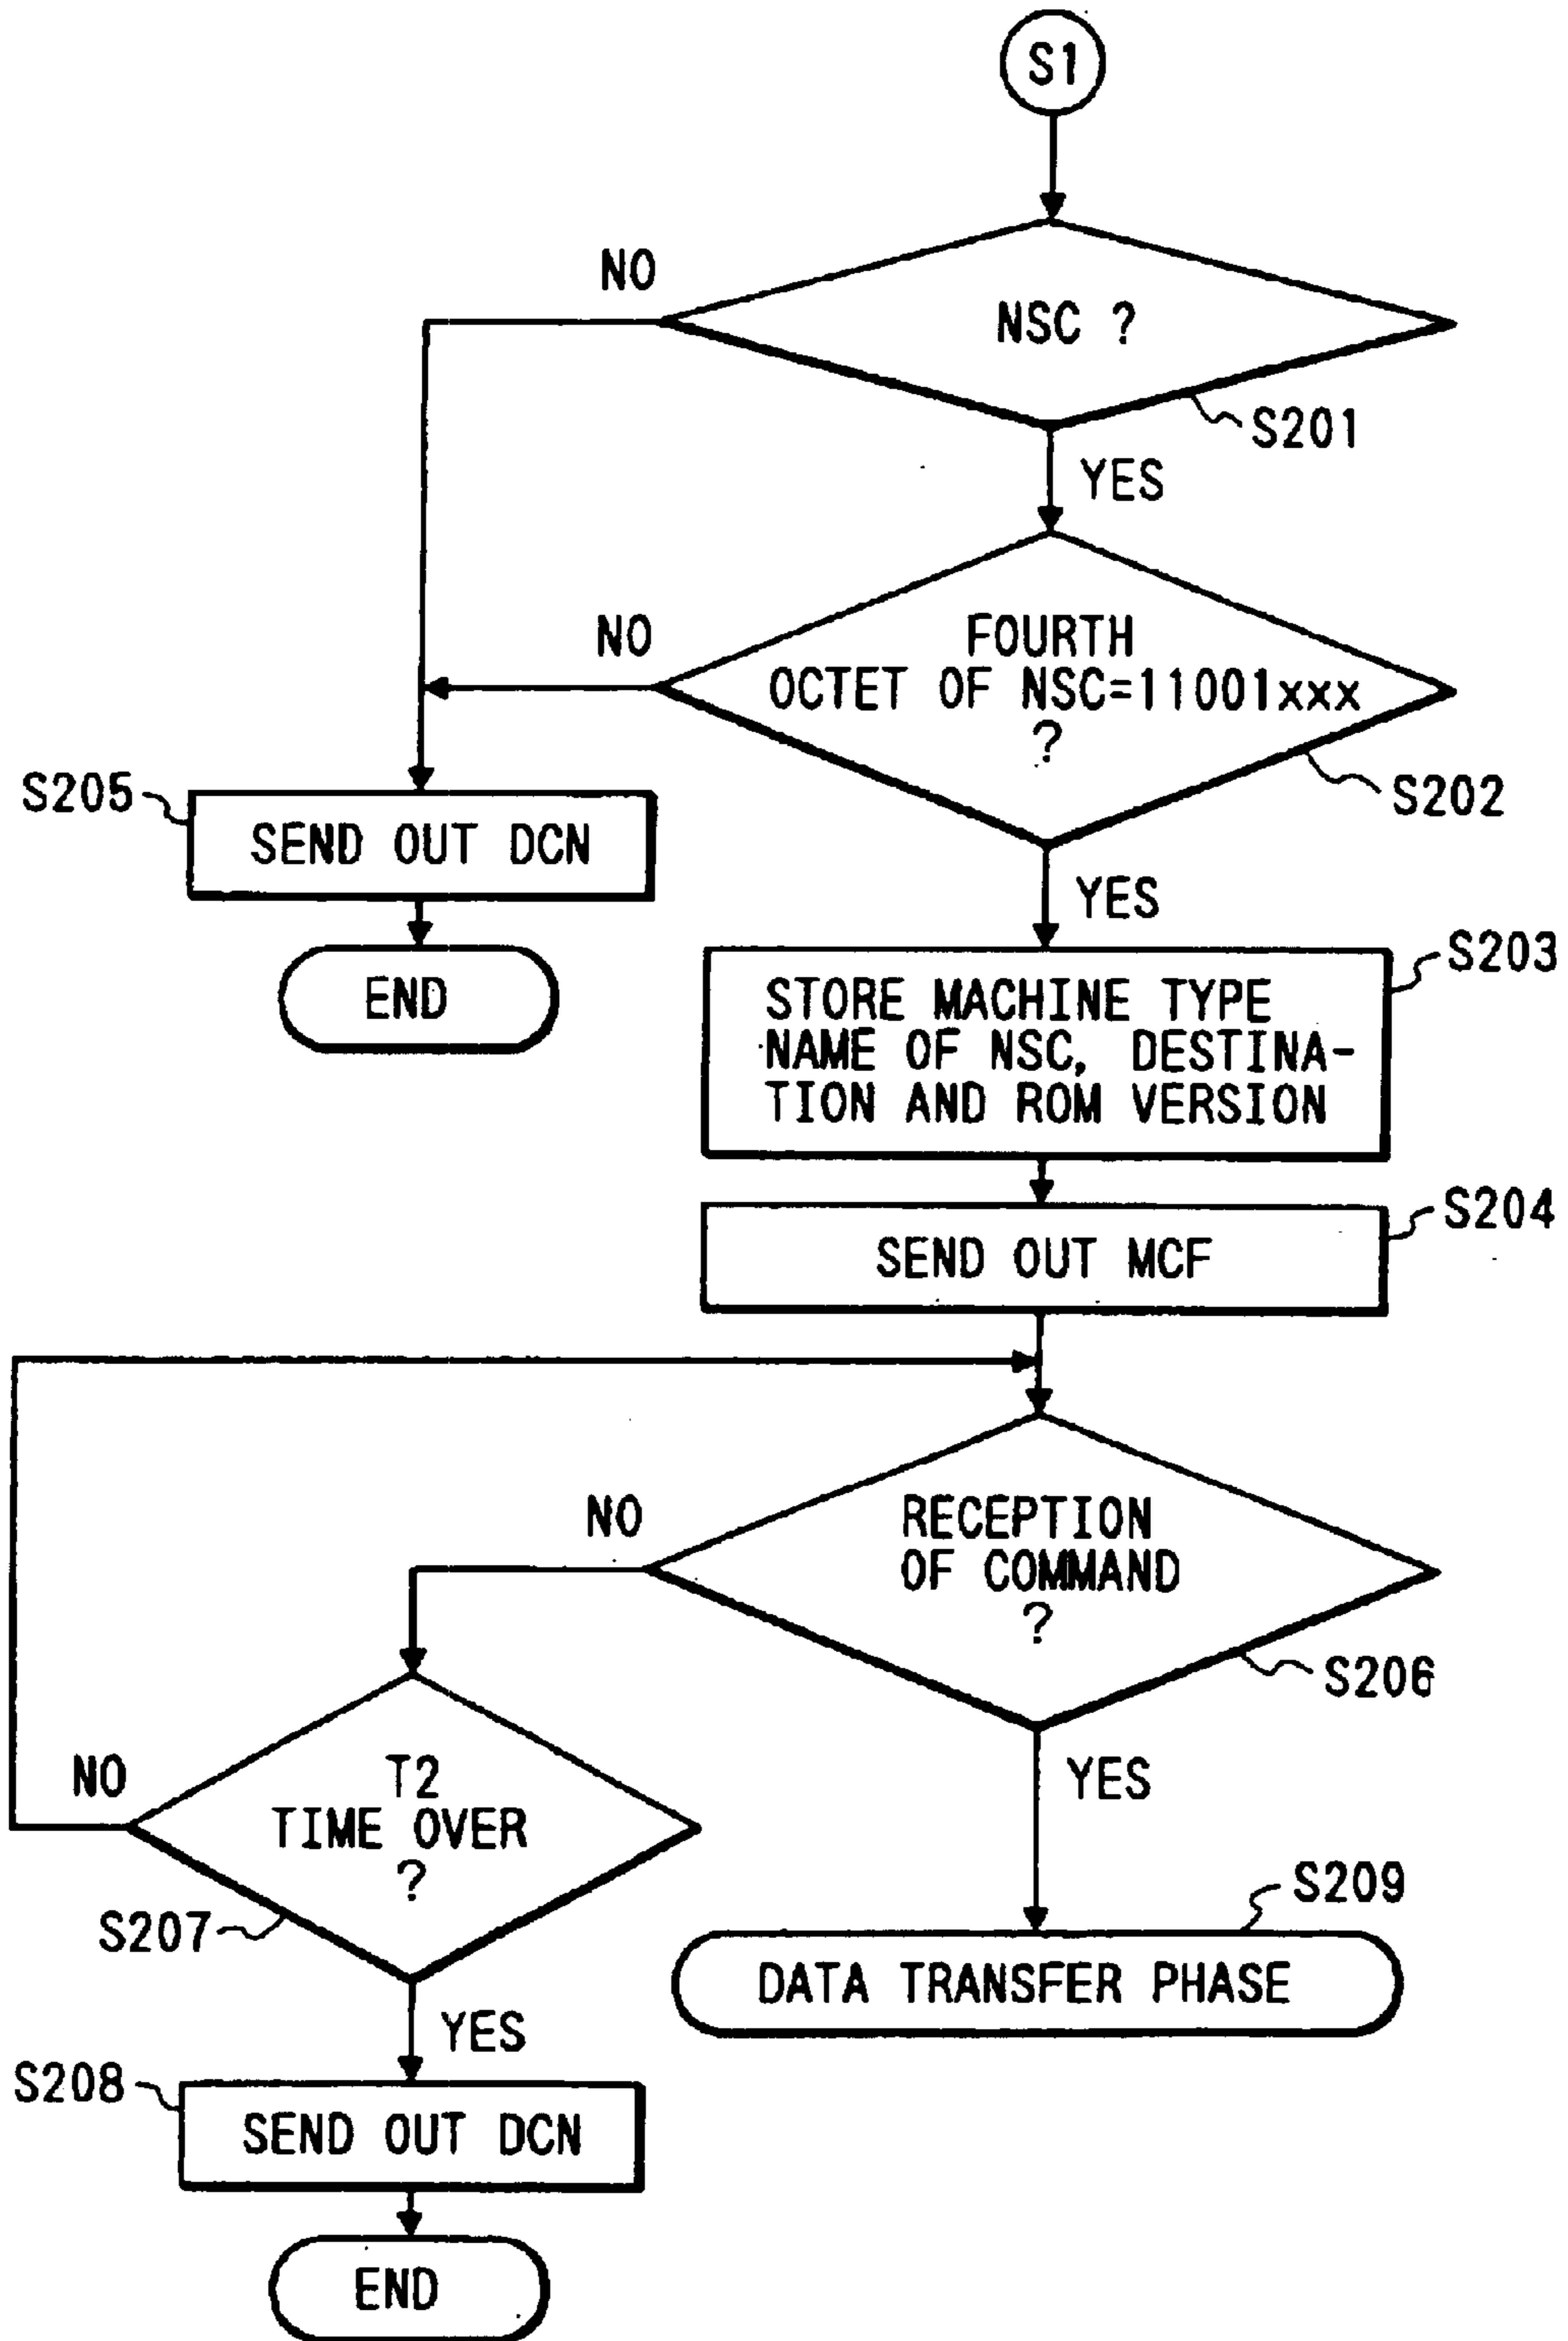 S1
NO
NSC ?
S201
YES
NO
FOURTH
OCTET OF NSC=11001xxx
?
S202
S205
SEND OUT DCN
END
YES
S203
STORE MACHINE TYPE
NAME OF NSC, DESTINA-
TION AND ROM VERSION
S204
SEND OUT MCF
NO
RECEPTION
OF COMMAND
?
S206
NO
T2
TIME OVER
?
S207
YES
S209
DATA TRANSFER PHASE
YES
S208
SEND OUT DCN
END